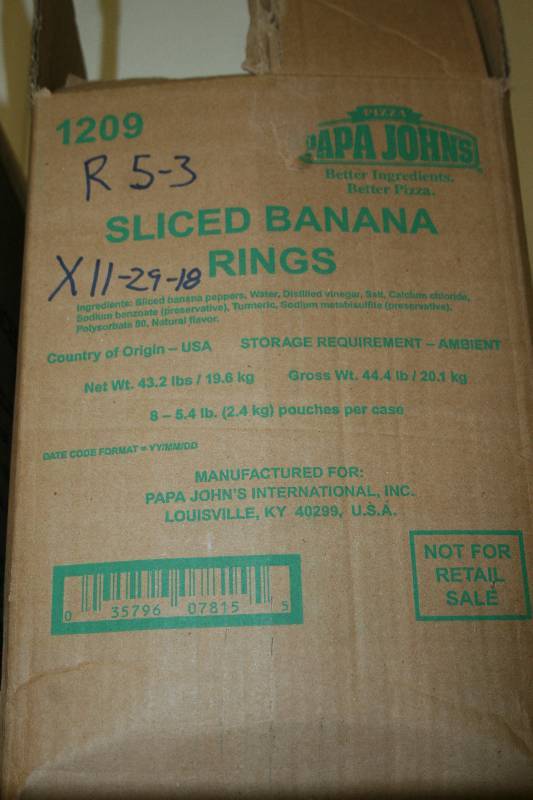 1209
PIZZA
PAPA JOHNS
Better Ingredients.
Better Pizza.
R 5-3
SLICED BANANA
RINGS
X 11-29-18
Ingredients: Sliced banana peppers, Water, Distilled vinegar, Salt, Calcium chloride,
Sodium benzoate (preservative), Turmeric, Sodium metabisulfite (preservative),
Polysorbate 80, Natural flavor.
Country of Origin – USA
STORAGE REQUIREMENT – AMBIENT
Net Wt. 43.2 lbs / 19.6 kg
Gross Wt. 44.4 lb / 20.1 kg
8 – 5.4 lb. (2.4 kg) pouches per case
DATE CODE FORMAT = YY/MM/DD
MANUFACTURED FOR:
PAPA JOHN'S INTERNATIONAL, INC.
LOUISVILLE, KY 40299, U.S.A.
NOT FOR
RETAIL
SALE
0 35796 07815 5